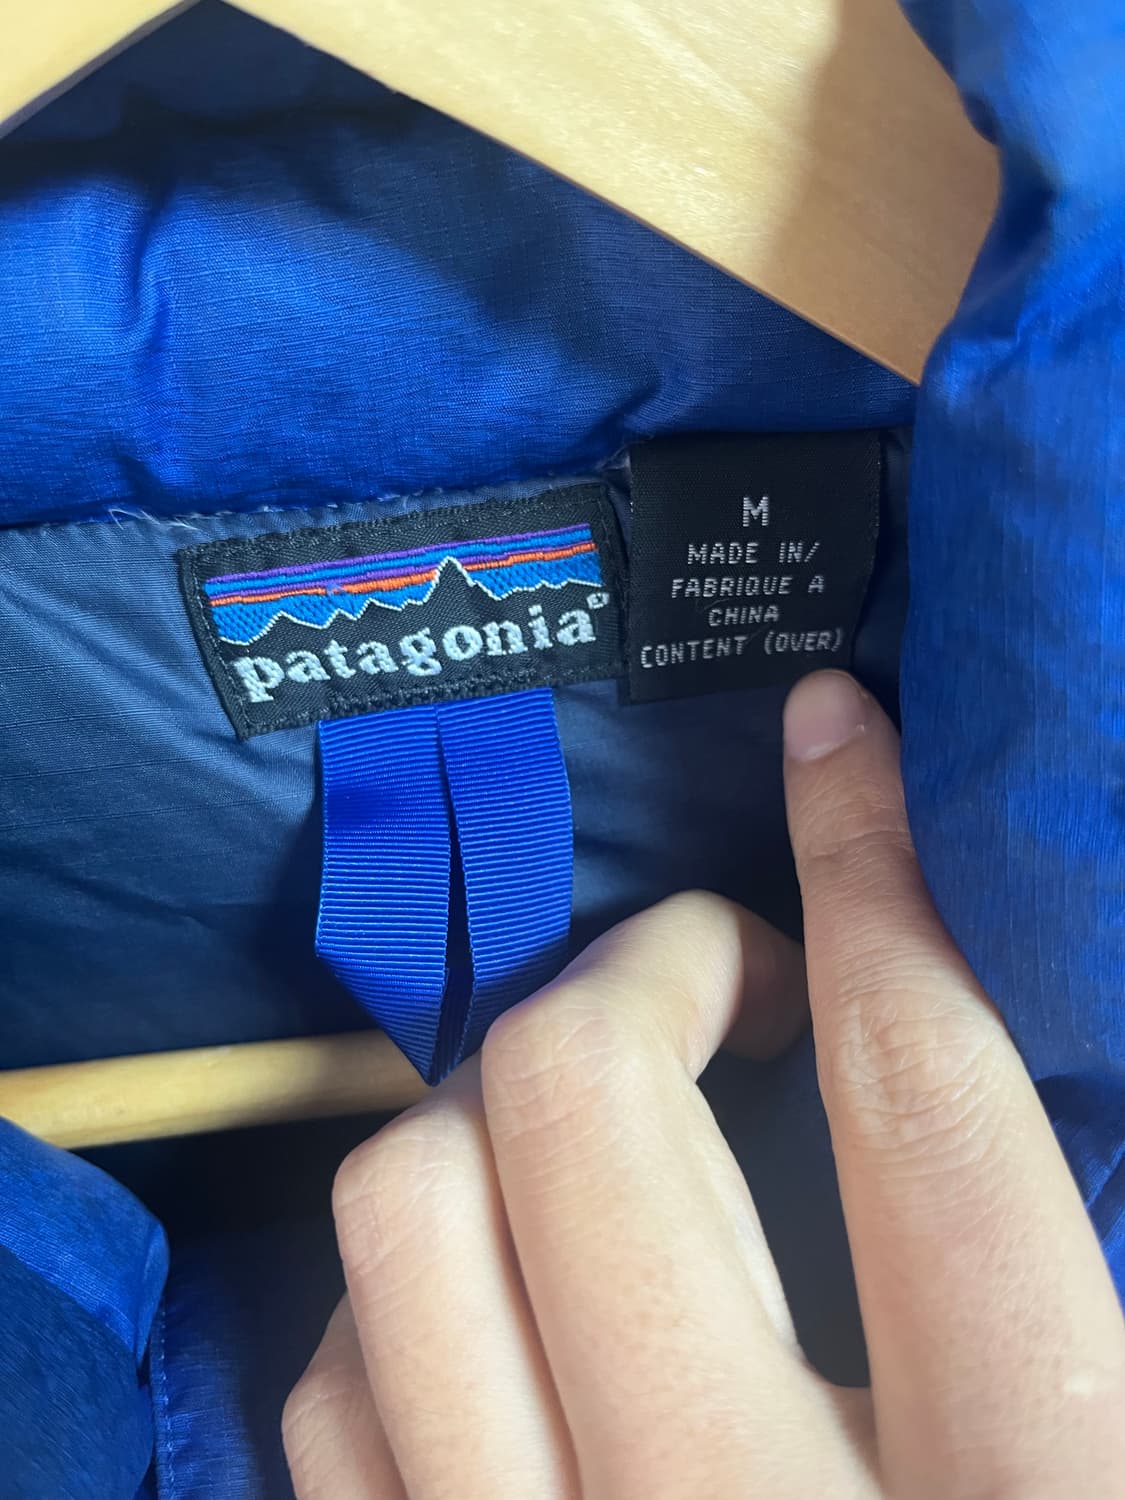 patagonia®
M
MADE IN/
FABRIQUE A
CHINA
CONTENT (OVER)